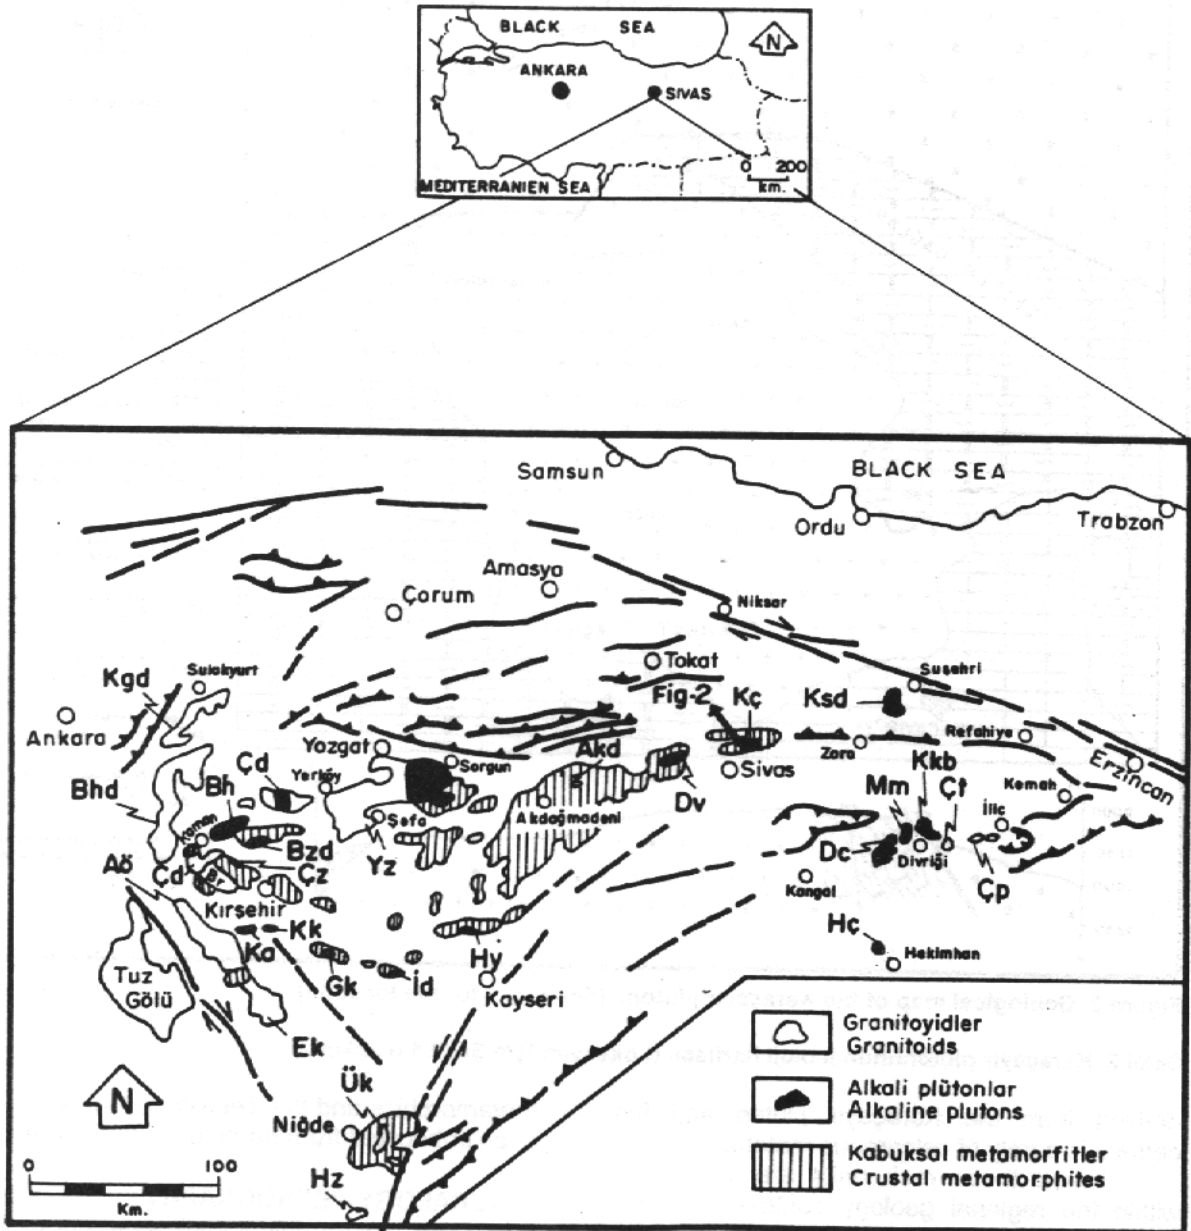 BLACK SEA
N
ANKARA
SIVAS
0 200
km.
MEDITERRANIEN SEA
Samsun
BLACK SEA
Ordu
Trabzon
Amasya
Çorum
Niksar
Tokat
Suşehri
Kgd
Sulakyurt
Fig-2
Kç
Ksd
Ankara
Yozgat
Sorgun
Akd
Zara
Refahiye
Erzincan
Bhd
Bh
Çd
Yerköy
Sivas
Kkb
Mm
Çt
Kemah
Dv
Kaman
Şefa
Akdağmadeni
İliç
Bzd
Yz
Dc
Divriği
Aö
Çd
Çz
Kangal
Çp
Kırşehir
Kk
Ka
Hç
Hekimhan
Tuz
Gölü
Gk
İd
Hy
Kayseri
Ek
Granitoyidler
Granitoids
Ük
N
Niğde
Alkali plütonlar
Alkaline plutons
0 100
Km.
Hz
Kabuksal metamorfitler
Crustal metamorphites